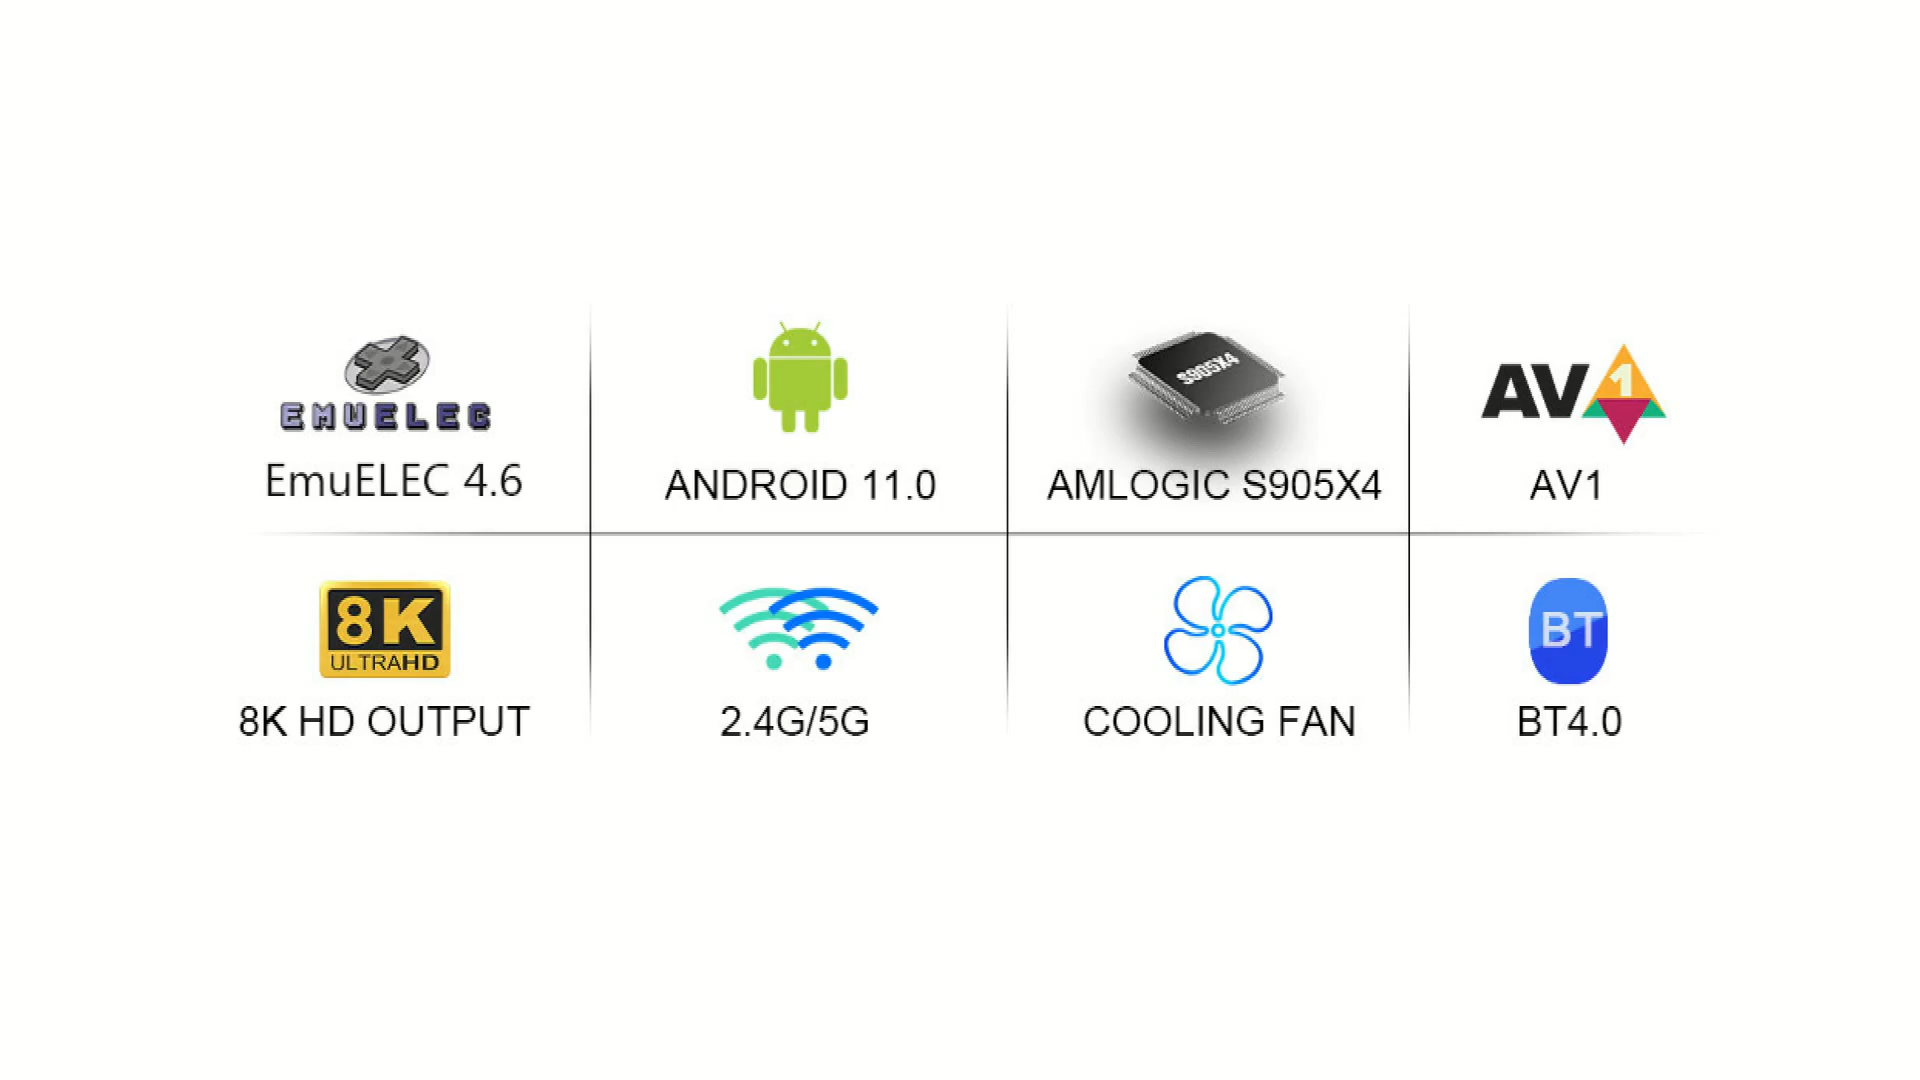 EMUELEC
EmuELEC 4.6
ANDROID 11.0
S905X4
AMLOGIC S905X4
AV1
AV1
8K
ULTRAHD
8K HD OUTPUT
2.4G/5G
COOLING FAN
BT
BT4.0